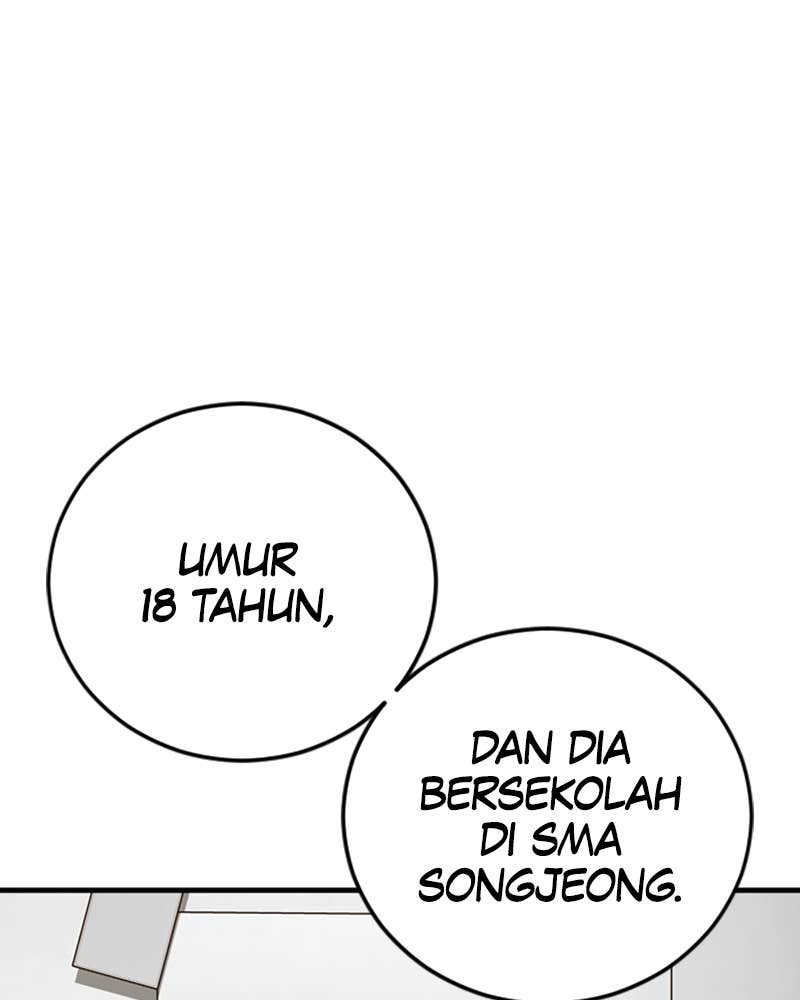 UMUR
18 TAHUN,
DAN DIA
BERSEKOLAH
DI SMA
SONGJEONG.